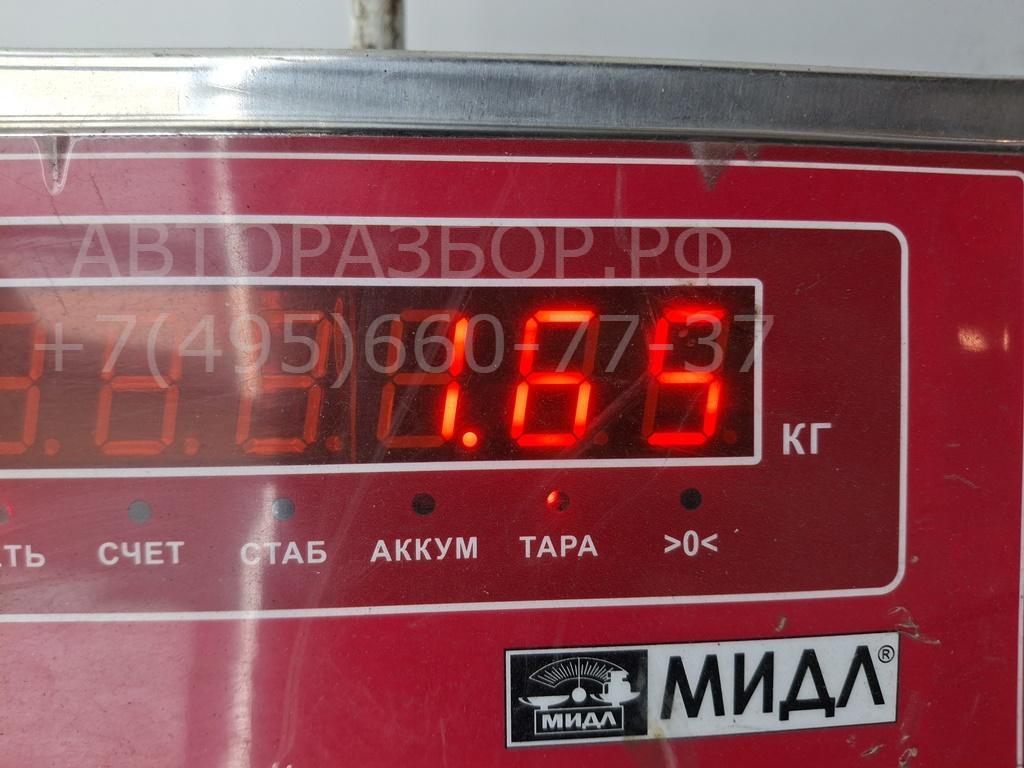 АВТОРАЗБОР.РФ
+7(495)660-77-37
1.65
КГ
СЧЕТ СТАБ АККУМ ТАРА >0<
МИДЛ МИДЛ®